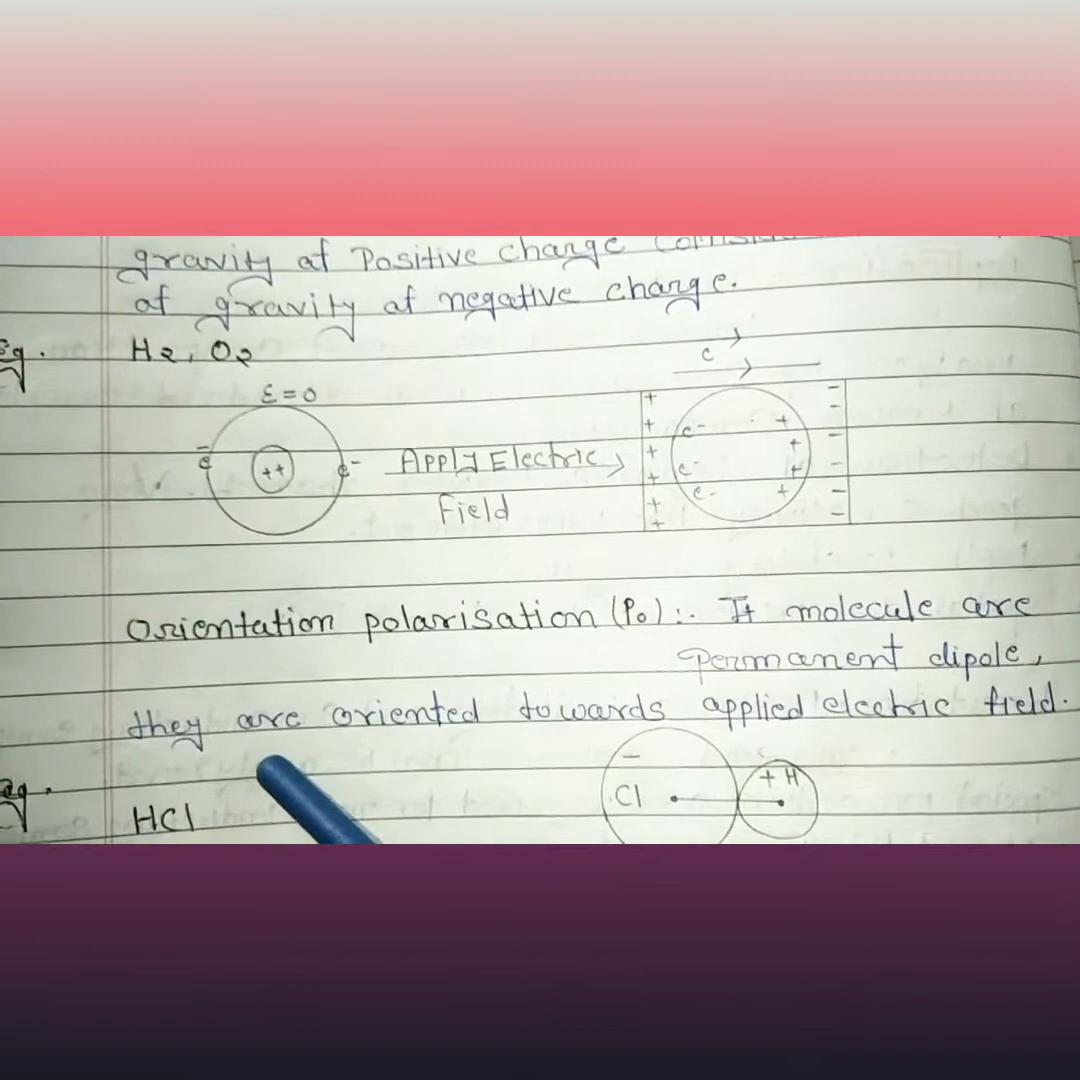 gravity of Positive charge
of gravity of negative charge.
Eg. H2, O2
ε=0
e- ++ e- Apply Electric
field
+ + + + + + +
e- e- e-
+ + + +
- - - - - -
Orientation polarisation (Po):- If molecule are
permanent dipole,
they are oriented towards applied electric field.
eg. HCl
- Cl + H